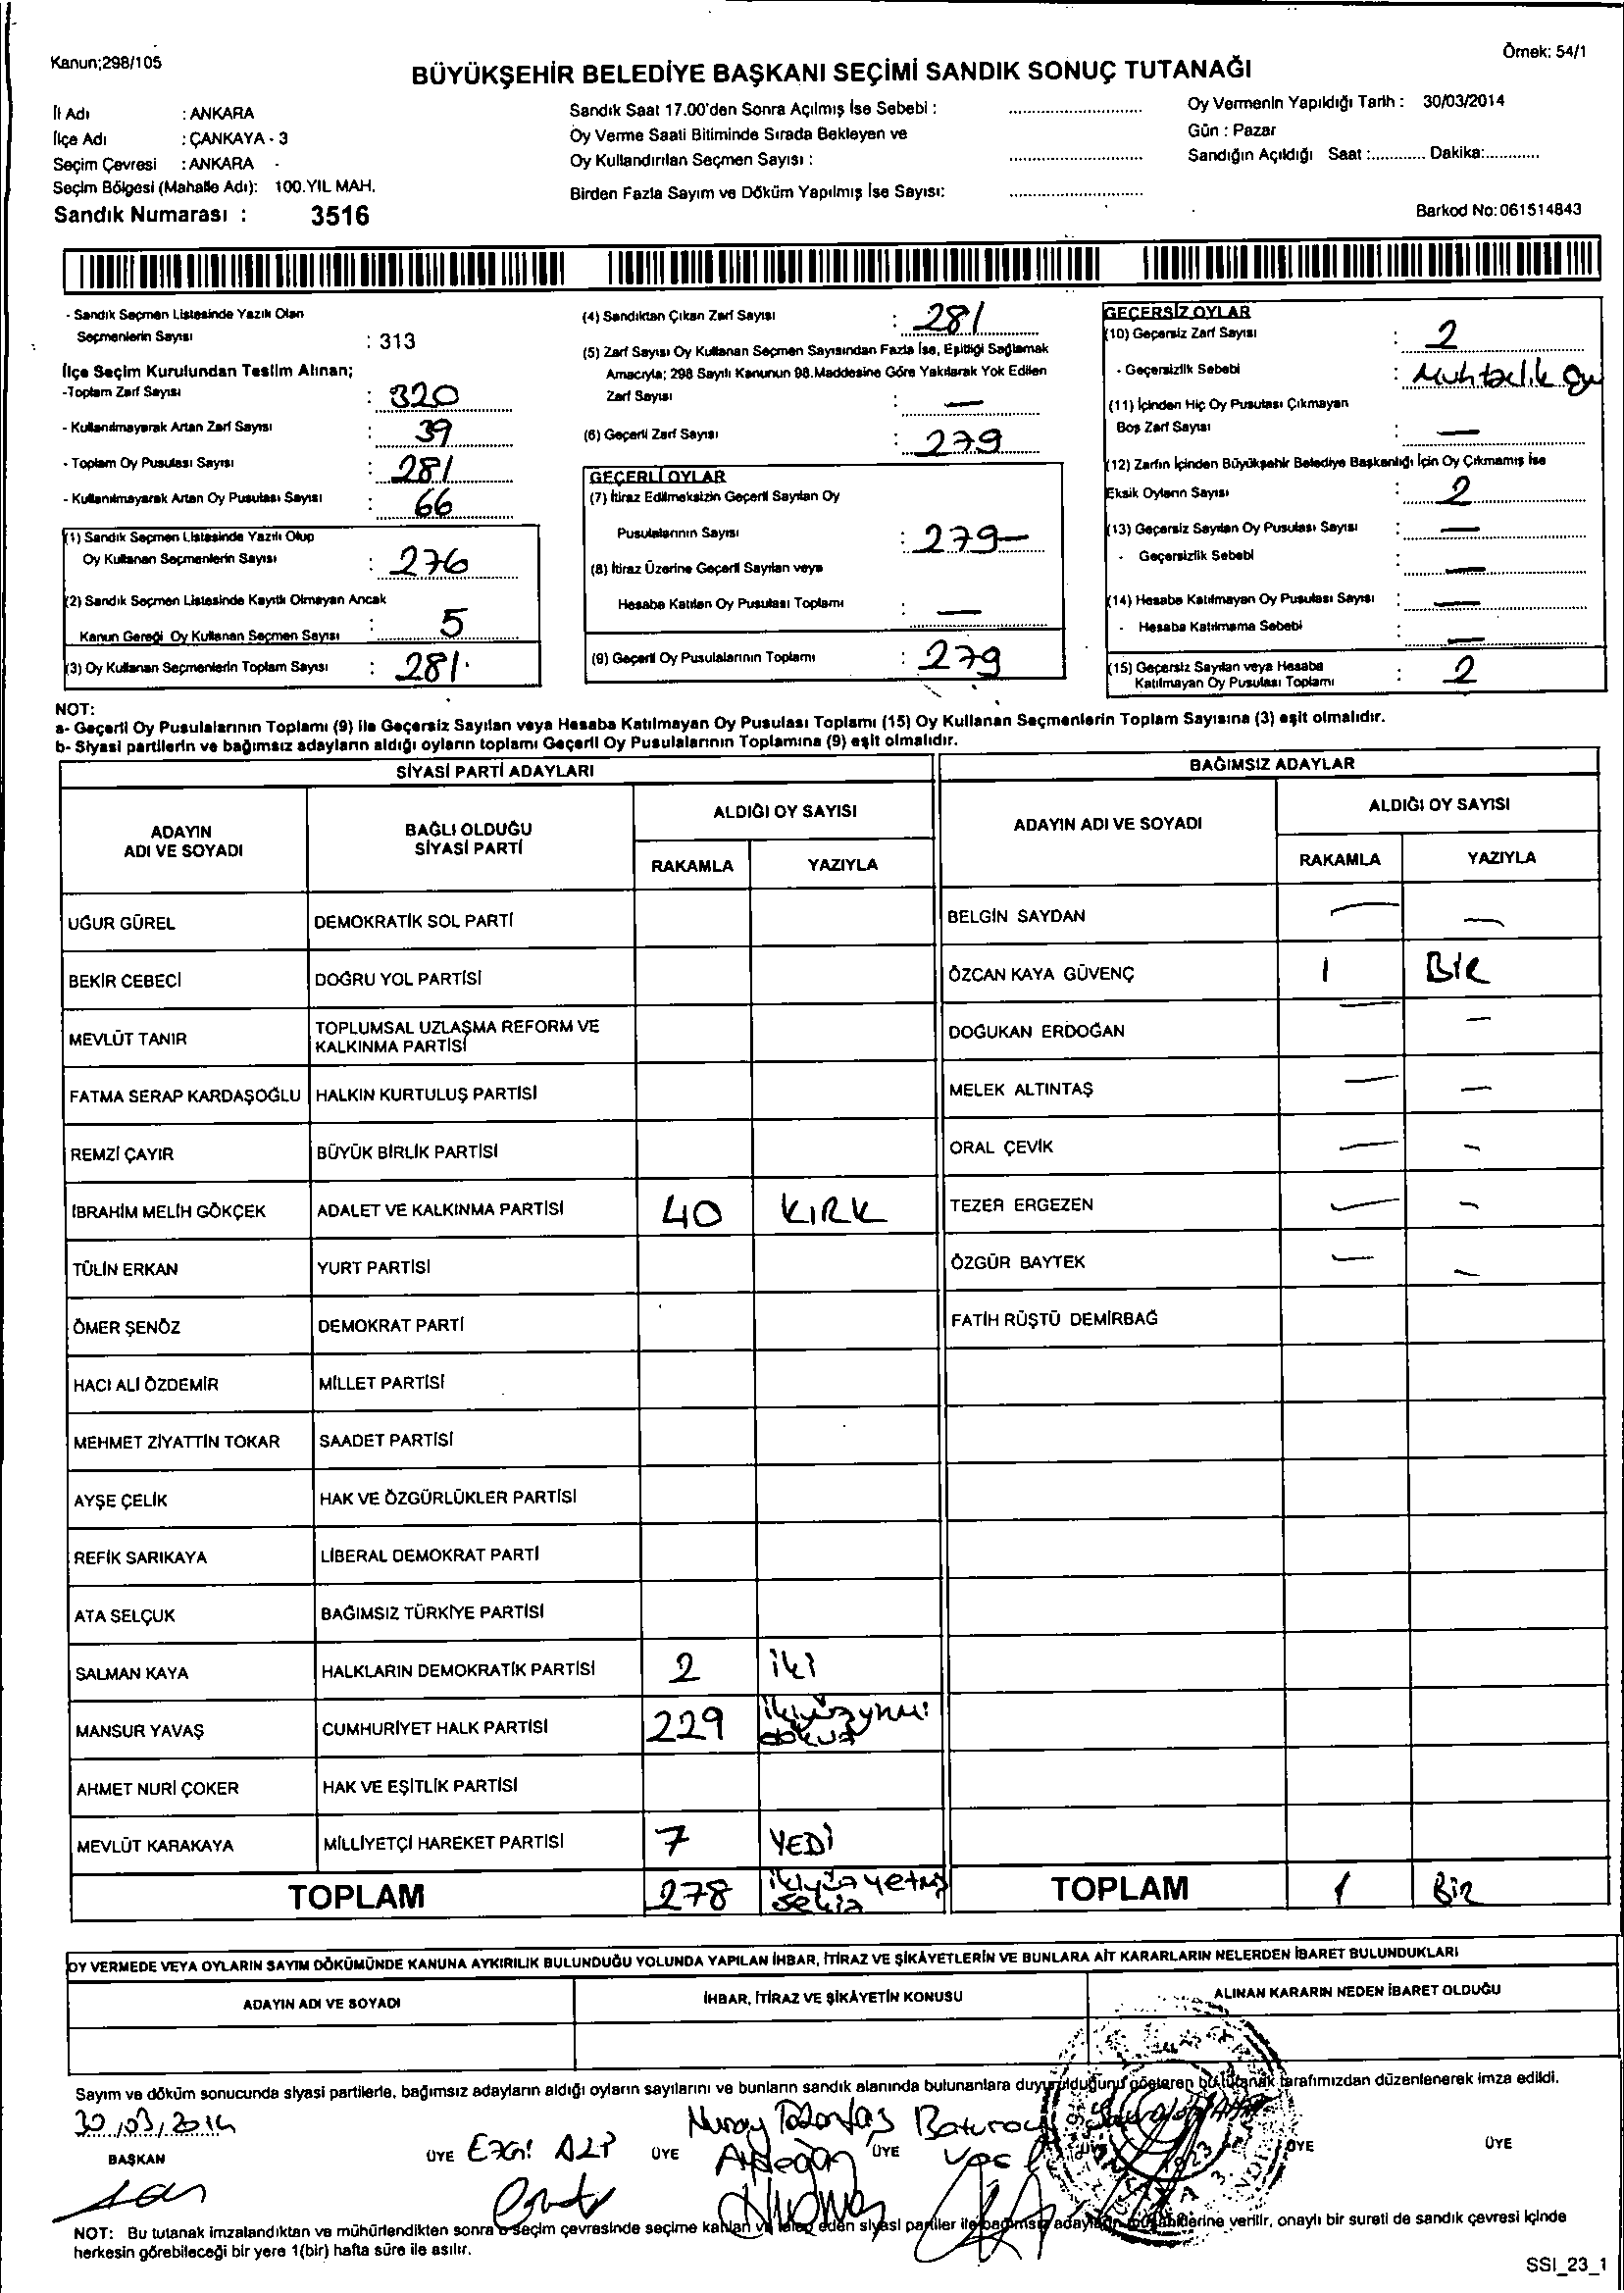 Kanun;298/105
Örnek: 54/1
BÜYÜKŞEHİR BELEDİYE BAŞKANI SEÇİMİ SANDIK SONUÇ TUTANAĞI
İl Adı : ANKARA
İlçe Adı : ÇANKAYA - 3
Seçim Çevresi : ANKARA -
Seçim Bölgesi (Mahalle Adı): 100.YIL MAH.
Sandık Numarası : 3516
Sandık Saat 17.00'den Sonra Açılmış İse Sebebi :
Oy Verme Saati Bitiminde Sırada Bekleyen ve
Oy Kullandırılan Seçmen Sayısı :
Birden Fazla Sayım ve Döküm Yapılmış İse Sayısı:
Oy Vermenin Yapıldığı Tarih : 30/03/2014
Gün : Pazar
Sandığın Açıldığı Saat :............ Dakika:............
Barkod No:061514843
- Sandık Seçmen Listesinde Yazılı Olan
Seçmenlerin Sayısı : 313
İlçe Seçim Kurulundan Teslim Alınan;
-Toplam Zarf Sayısı : 320
- Kullanılmayarak Artan Zarf Sayısı : 39
- Toplam Oy Pusulası Sayısı : 281
- Kullanılmayarak Artan Oy Pusulası Sayısı : 66
(1) Sandık Seçmen Listesinde Yazılı Olup
Oy Kullanan Seçmenlerin Sayısı : 276
(2) Sandık Seçmen Listesinde Kayıtlı Olmayan Ancak
Kanun Gereği Oy Kullanan Seçmen Sayısı : 5
(3) Oy Kullanan Seçmenlerin Toplam Sayısı : 281
(4) Sandıktan Çıkan Zarf Sayısı : 281
(5) Zarf Sayısı Oy Kullanan Seçmen Sayısından Fazla İse, Eşitliği Sağlamak
Amacıyla; 298 Sayılı Kanunun 98.Maddesine Göre Yakılarak Yok Edilen
Zarf Sayısı : —
(6) Geçerli Zarf Sayısı : 279
GEÇERLİ OYLAR
(7) İtiraz Edilmeksizin Geçerli Sayılan Oy
Pusulalarının Sayısı : 279-
(8) İtiraz Üzerine Geçerli Sayılan veya
Hesaba Katılan Oy Pusulası Toplamı : —
(9) Geçerli Oy Pusulalarının Toplamı : 279
GEÇERSİZ OYLAR
(10) Geçersiz Zarf Sayısı : 2
- Geçersizlik Sebebi : Muhtarlık Oy
(11) İçinden Hiç Oy Pusulası Çıkmayan
Boş Zarf Sayısı : —
(12) Zarfın İçinden Büyükşehir Belediye Başkanlığı İçin Oy Çıkmamış İse
Eksik Oyların Sayısı : 2
(13) Geçersiz Sayılan Oy Pusulası Sayısı : —
- Geçersizlik Sebebi : —
(14) Hesaba Katılmayan Oy Pusulası Sayısı : —
- Hesaba Katılmama Sebebi : —
(15) Geçersiz Sayılan veya Hesaba
Katılmayan Oy Pusulası Toplamı : 2
NOT:
a- Geçerli Oy Pusulalarının Toplamı (9) ile Geçersiz Sayılan veya Hesaba Katılmayan Oy Pusulası Toplamı (15) Oy Kullanan Seçmenlerin Toplam Sayısına (3) eşit olmalıdır.
b- Siyasi partilerin ve bağımsız adayların aldığı oyların toplamı Geçerli Oy Pusulalarının Toplamına (9) eşit olmalıdır.
SİYASİ PARTİ ADAYLARI
ADAYIN
ADI VE SOYADI
BAĞLI OLDUĞU
SİYASİ PARTİ
ALDIĞI OY SAYISI
RAKAMLA YAZIYLA
UĞUR GÜREL DEMOKRATİK SOL PARTİ
BEKİR CEBECİ DOĞRU YOL PARTİSİ
MEVLÜT TANIR TOPLUMSAL UZLAŞMA REFORM VE
KALKINMA PARTİSİ
FATMA SERAP KARDAŞOĞLU HALKIN KURTULUŞ PARTİSİ
REMZİ ÇAYIR BÜYÜK BİRLİK PARTİSİ
İBRAHİM MELİH GÖKÇEK ADALET VE KALKINMA PARTİSİ 40 KIRK
TÜLİN ERKAN YURT PARTİSİ
ÖMER ŞENÖZ DEMOKRAT PARTİ
HACI ALİ ÖZDEMİR MİLLET PARTİSİ
MEHMET ZİYATTİN TOKAR SAADET PARTİSİ
AYŞE ÇELİK HAK VE ÖZGÜRLÜKLER PARTİSİ
REFİK SARIKAYA LİBERAL DEMOKRAT PARTİ
ATA SELÇUK BAĞIMSIZ TÜRKİYE PARTİSİ
SALMAN KAYA HALKLARIN DEMOKRATİK PARTİSİ 2 iki
MANSUR YAVAŞ CUMHURİYET HALK PARTİSİ 229 ikiyüzyirmi
dokuz
AHMET NURİ ÇOKER HAK VE EŞİTLİK PARTİSİ
MEVLÜT KARAKAYA MİLLİYETÇİ HAREKET PARTİSİ 7 YEDİ
TOPLAM 278 ikiyüzyetmiş
sekiz
BAĞIMSIZ ADAYLAR
ADAYIN ADI VE SOYADI
ALDIĞI OY SAYISI
RAKAMLA YAZIYLA
BELGİN SAYDAN — —
ÖZCAN KAYA GÜVENÇ 1 BİR
DOĞUKAN ERDOĞAN — —
MELEK ALTINTAŞ — —
ORAL ÇEVİK — —
TEZER ERGEZEN — —
ÖZGÜR BAYTEK — —
FATİH RÜŞTÜ DEMİRBAĞ
TOPLAM 1 Bir
OY VERMEDE VEYA OYLARIN SAYIM DÖKÜMÜNDE KANUNA AYKIRILIK BULUNDUĞU YOLUNDA YAPILAN İHBAR, İTİRAZ VE ŞİKÂYETLERİN VE BUNLARA AİT KARARLARIN NELERDEN İBARET BULUNDUKLARI
ADAYIN ADI VE SOYADI İHBAR, İTİRAZ VE ŞİKÂYETİN KONUSU ALINAN KARARIN NEDEN İBARET OLDUĞU
Sayım ve döküm sonucunda siyasi partilerle, bağımsız adayların aldığı oyların sayılarını ve bunların sandık alanında bulunanlara duyurulduğunu gösteren bu tutanak tarafımızdan düzenlenerek imza edildi.
30/03/2014
BAŞKAN ÜYE Ezgi ALP ÜYE Nuray ÜYE ÜYE ÜYE ÜYE
NOT: Bu tutanak imzalandıktan ve mühürlendikten sonra o seçim çevresinde seçime katılan ve talep eden siyasi partiler ile bağımsız adayların müşahitlerine verilir, onaylı bir sureti de sandık çevresi içinde
herkesin görebileceği bir yere 1(bir) hafta süre ile asılır.
SSI_23_1